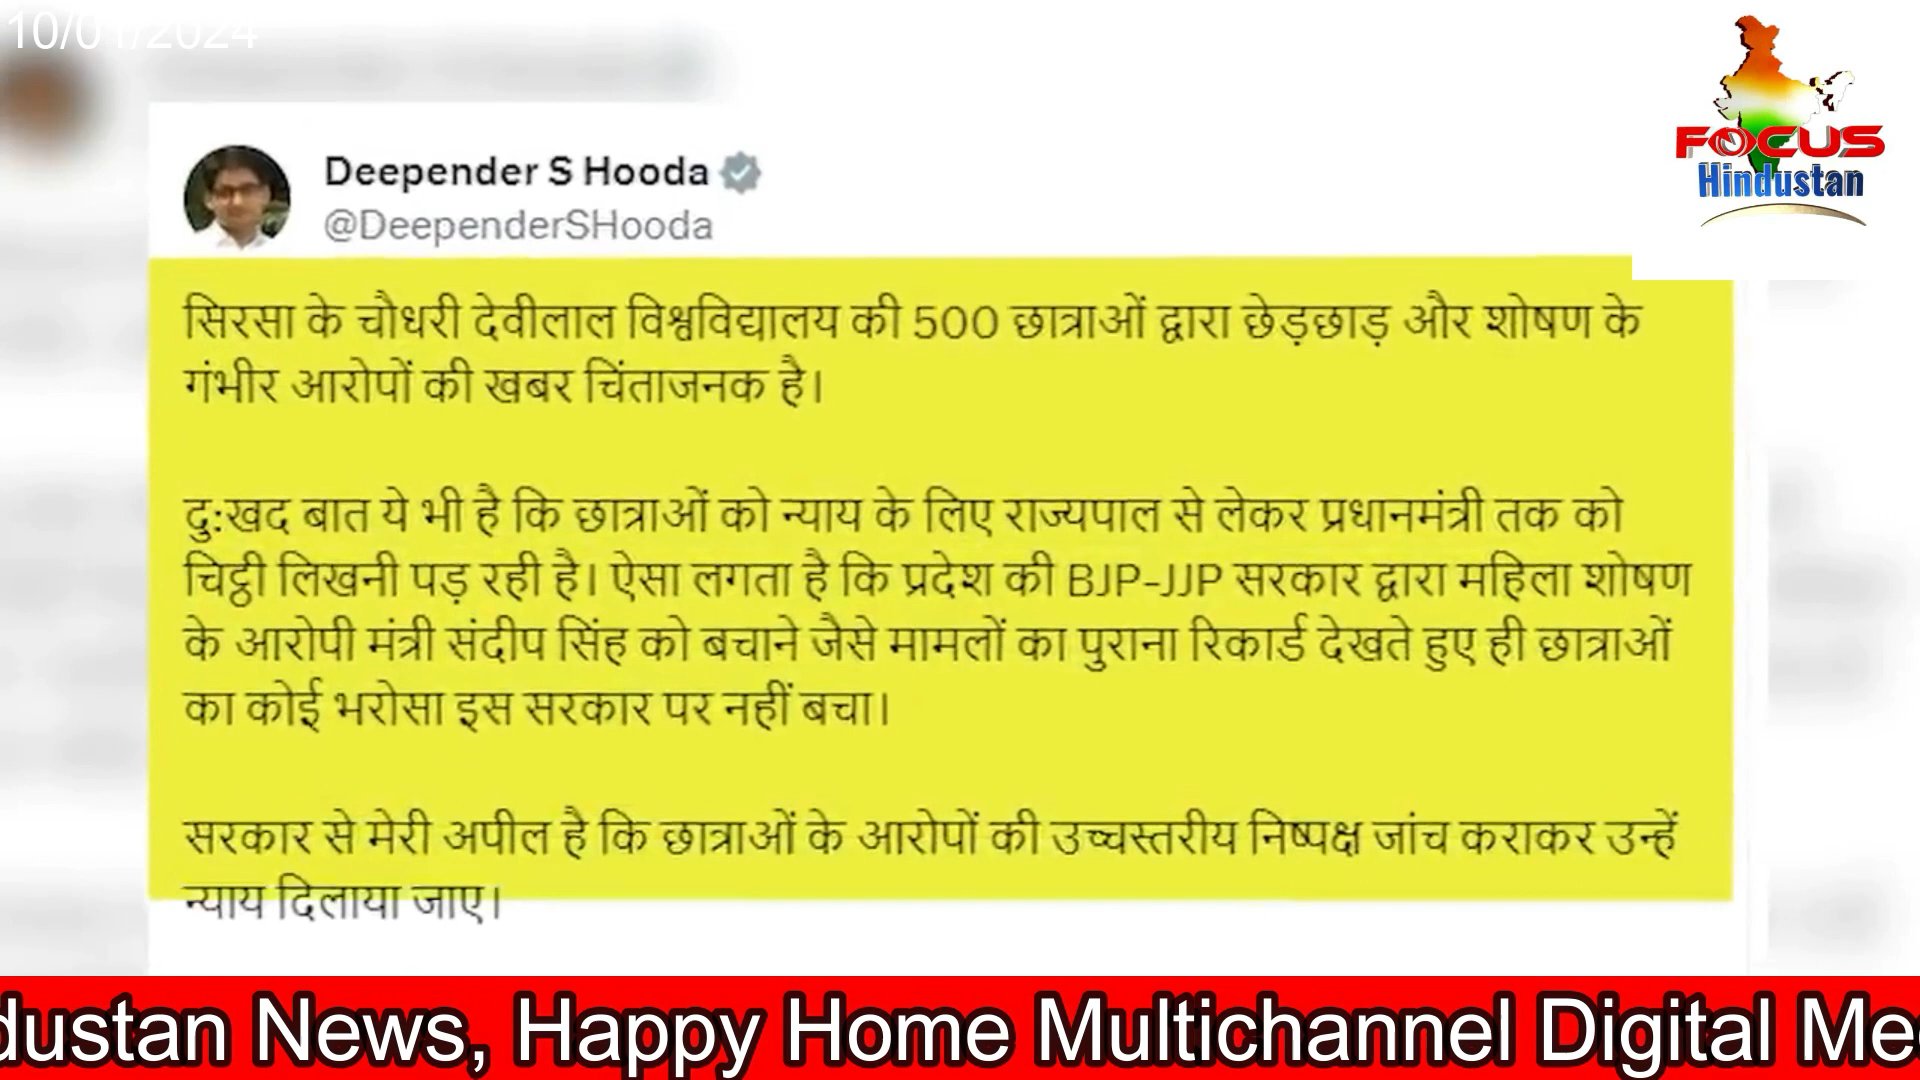 10/01/2024
FOCUS
Hindustan
Deepender S Hooda
@DeependerSHooda
सिरसा के चौधरी देवीलाल विश्वविद्यालय की 500 छात्राओं द्वारा छेड़छाड़ और शोषण के
गंभीर आरोपों की खबर चिंताजनक है।
दु:खद बात ये भी है कि छात्राओं को न्याय के लिए राज्यपाल से लेकर प्रधानमंत्री तक को
चिट्ठी लिखनी पड़ रही है। ऐसा लगता है कि प्रदेश की BJP-JJP सरकार द्वारा महिला शोषण
के आरोपी मंत्री संदीप सिंह को बचाने जैसे मामलों का पुराना रिकार्ड देखते हुए ही छात्राओं
का कोई भरोसा इस सरकार पर नहीं बचा।
सरकार से मेरी अपील है कि छात्राओं के आरोपों की उच्चस्तरीय निष्पक्ष जांच कराकर उन्हें
न्याय दिलाया जाए।
dustan News, Happy Home Multichannel Digital Me